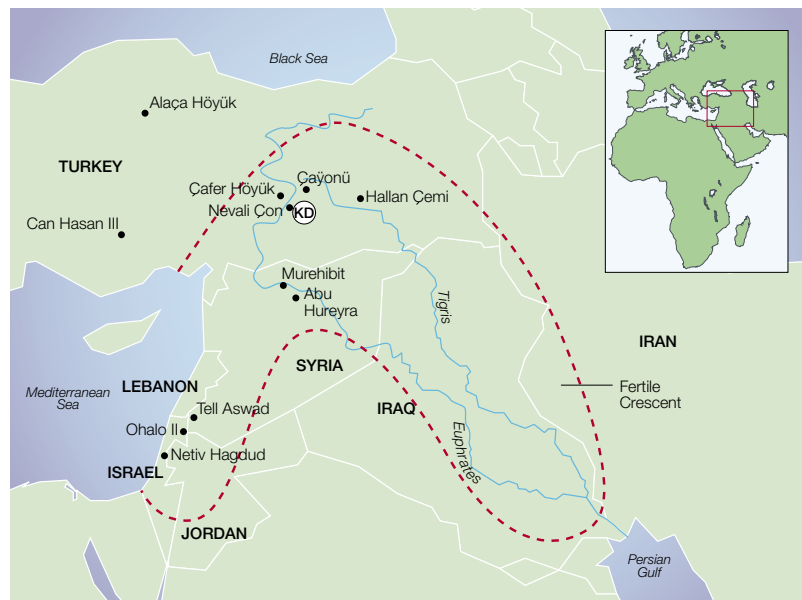 Black Sea
Alaça Höyük
TURKEY
Çayönü
Çafer Höyük
Hallan Çemi
Nevali Çon
KD
Can Hasan III
Murehibit
Abu
Hureyra
Tigris
IRAN
SYRIA
LEBANON
Mediterranean
Sea
Fertile
Crescent
Tell Aswad
IRAQ
Ohalo II
Euphrates
Netiv Hagdud
ISRAEL
JORDAN
Persian
Gulf